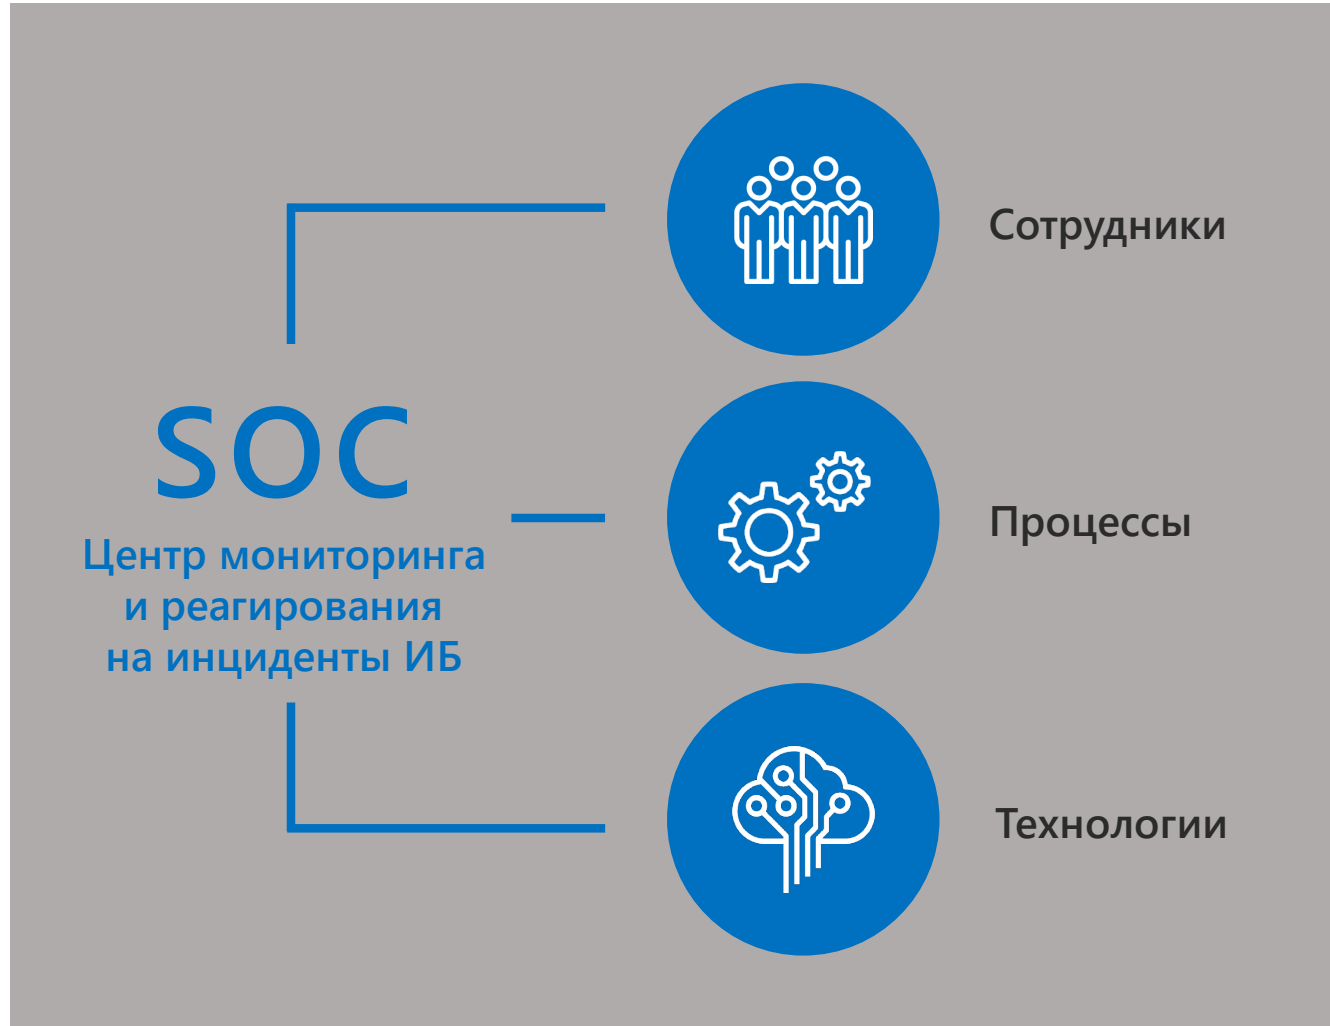 Сотрудники
SOC
Центр мониторинга
и реагирования
на инциденты ИБ
Процессы
Технологии